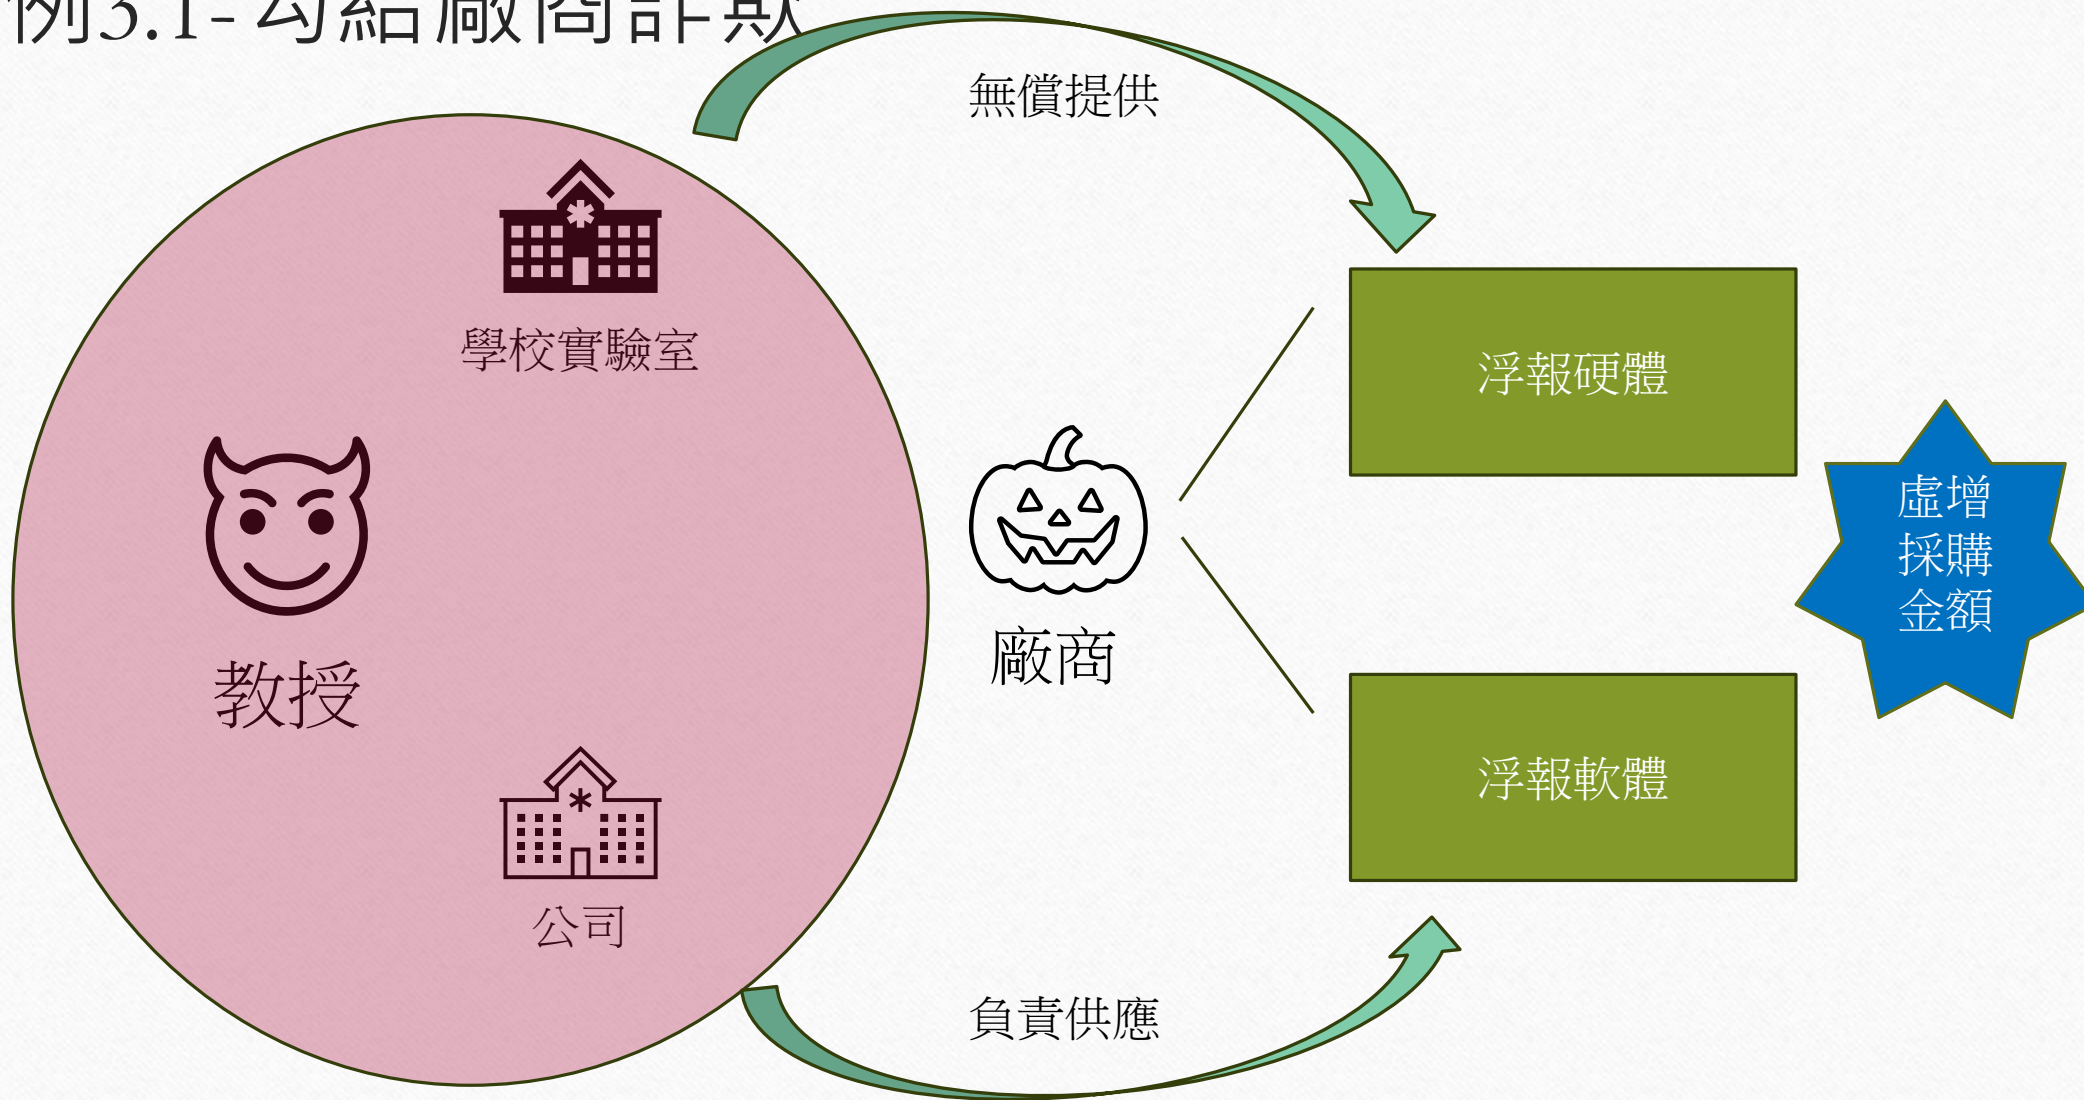 例3.1-勾結廠商詐欺
無償提供
學校實驗室
浮報硬體
虛增
採購
金額
教授
廠商
浮報軟體
公司
負責供應